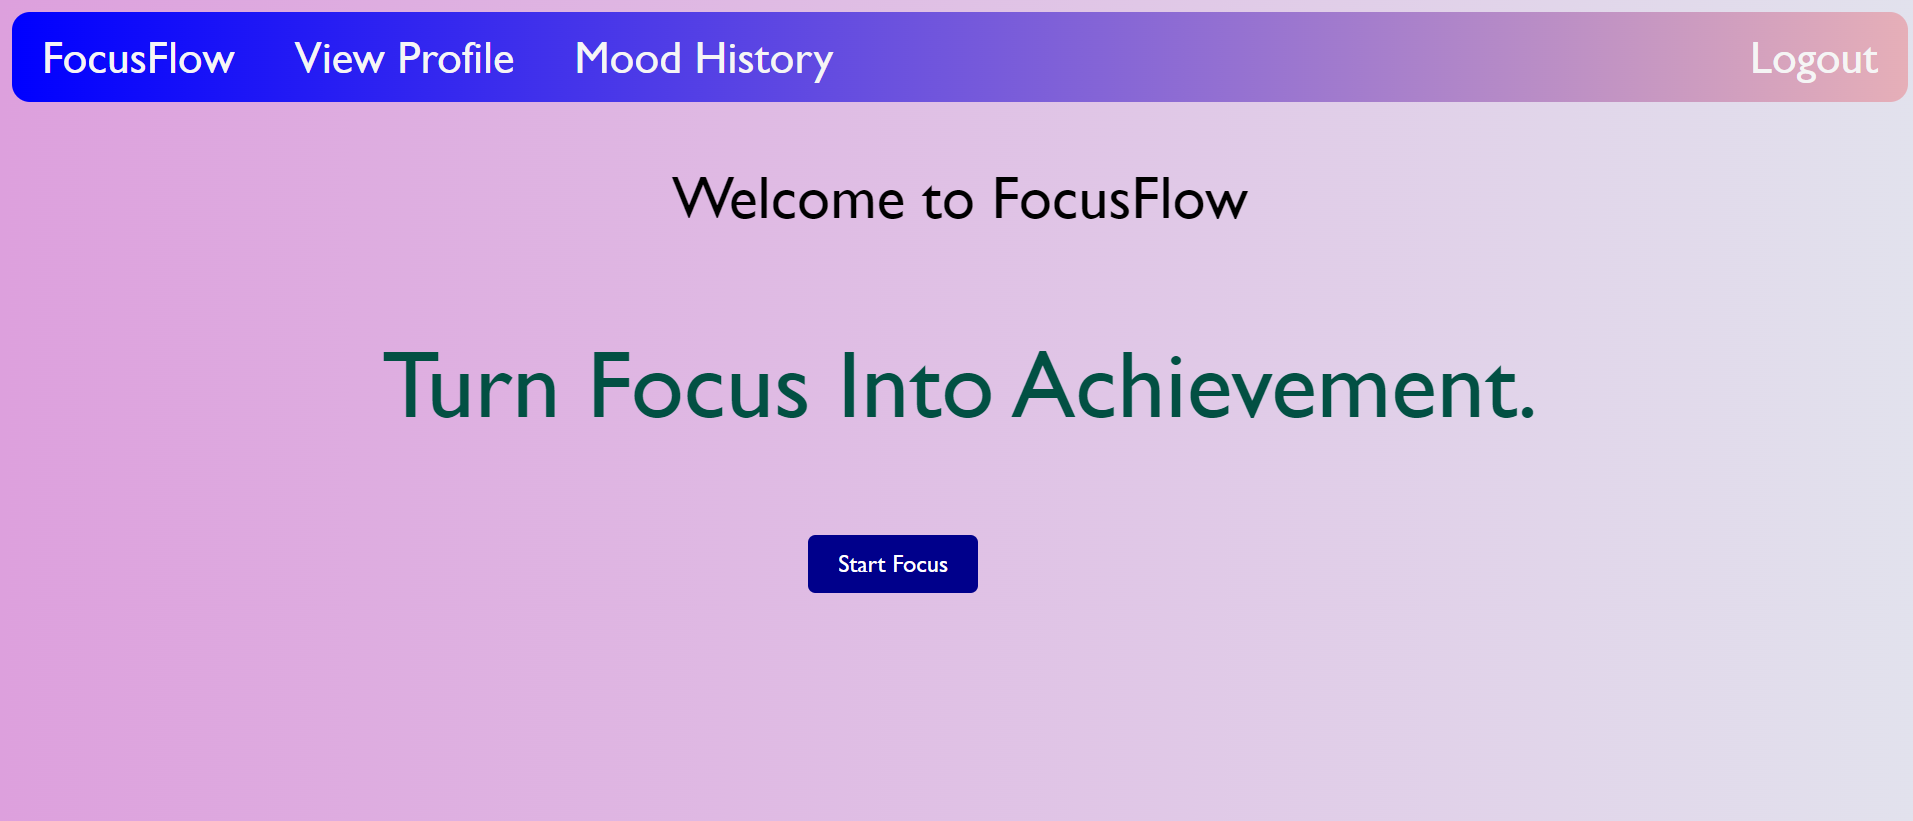 FocusFlow View Profile Mood History Logout
Welcome to FocusFlow
Turn Focus Into Achievement.
Start Focus